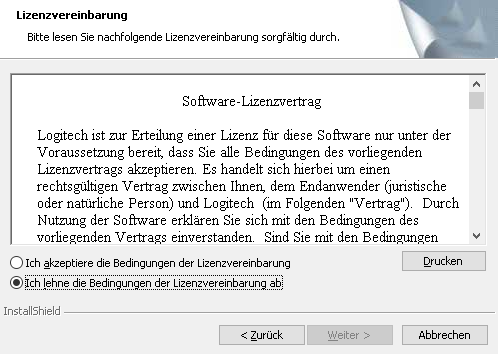 Lizenzvereinbarung
Bitte lesen Sie nachfolgende Lizenzvereinbarung sorgfältig durch.
Software-Lizenzvertrag
Logitech ist zur Erteilung einer Lizenz für diese Software nur unter der
Voraussetzung bereit, dass Sie alle Bedingungen des vorliegenden
Lizenzvertrags akzeptieren. Es handelt sich hierbei um einen
rechtsgültigen Vertrag zwischen Ihnen, dem Endanwender (juristische
oder natürliche Person) und Logitech  (im Folgenden "Vertrag").  Durch
Nutzung der Software erklären Sie sich mit den Bedingungen des
vorliegenden Vertrags einverstanden.  Sind Sie mit den Bedingungen
Ich akzeptiere die Bedingungen der Lizenzvereinbarung
Drucken
Ich lehne die Bedingungen der Lizenzvereinbarung ab
InstallShield
< Zurück
Weiter >
Abbrechen